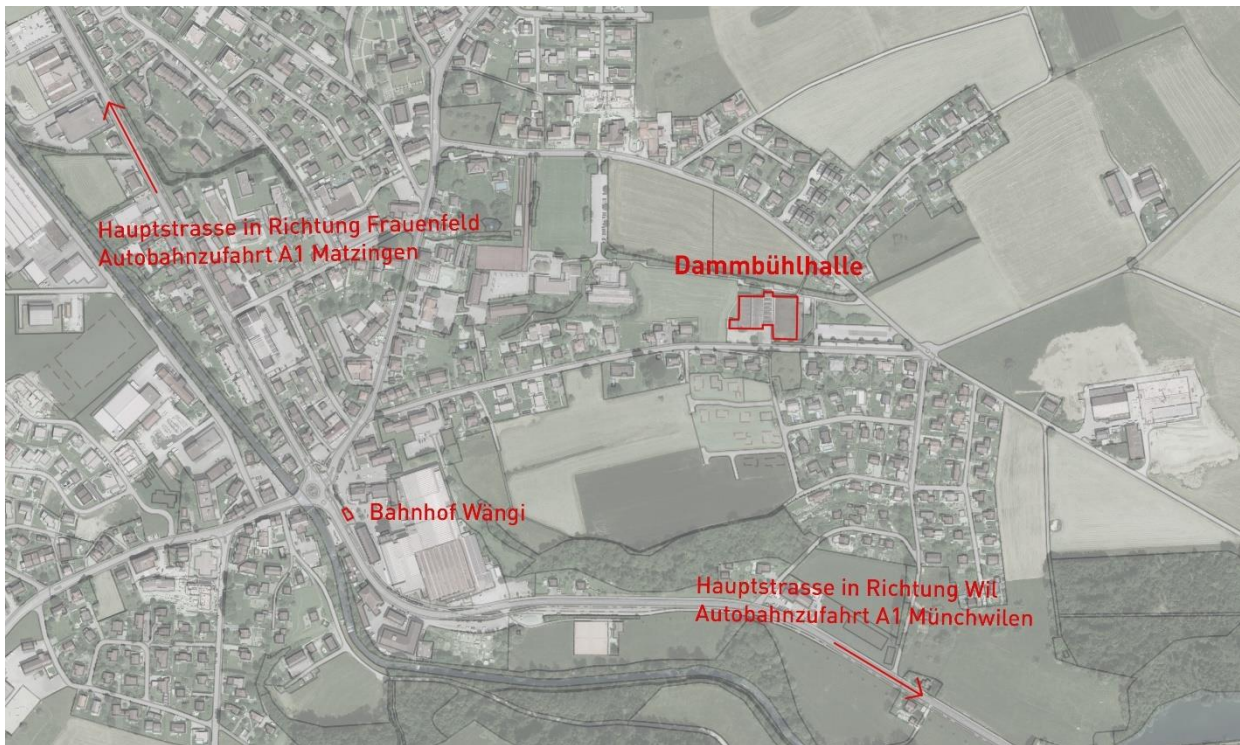 Hauptstrasse in Richtung Frauenfeld
Autobahnzufahrt A1 Matzingen
Dammbühlhalle
Bahnhof Wängi
Hauptstrasse in Richtung Wil
Autobahnzufahrt A1 Münchwilen